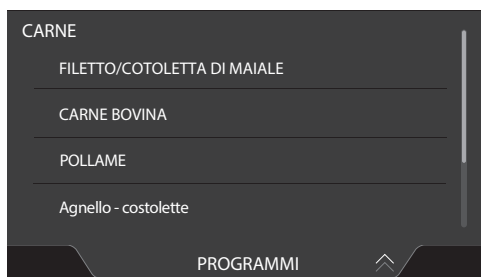 CARNE
FILETTO/COTOLETTA DI MAIALE
CARNE BOVINA
POLLAME
Agnello - costolette
PROGRAMMI